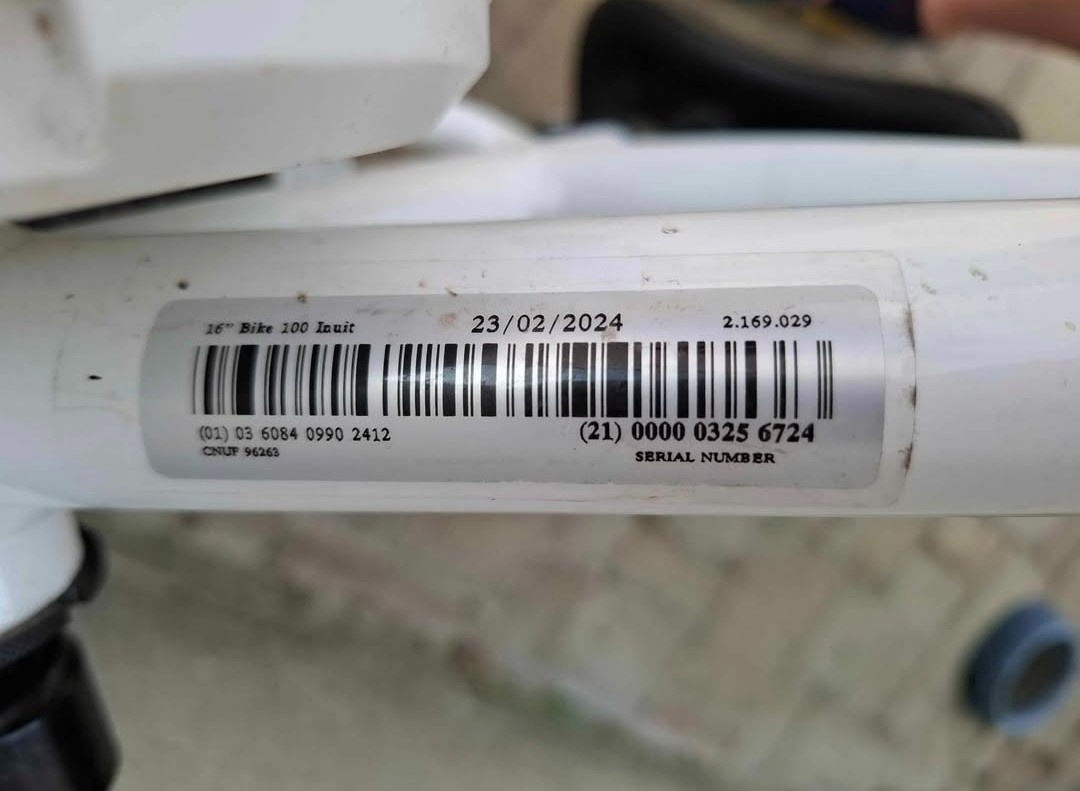 16" Bike 100 Inuit 23/02/2024 2.169.029
(01) 03 6084 0990 2412 (21) 0000 0325 6724
CNUF 96263 SERIAL NUMBER